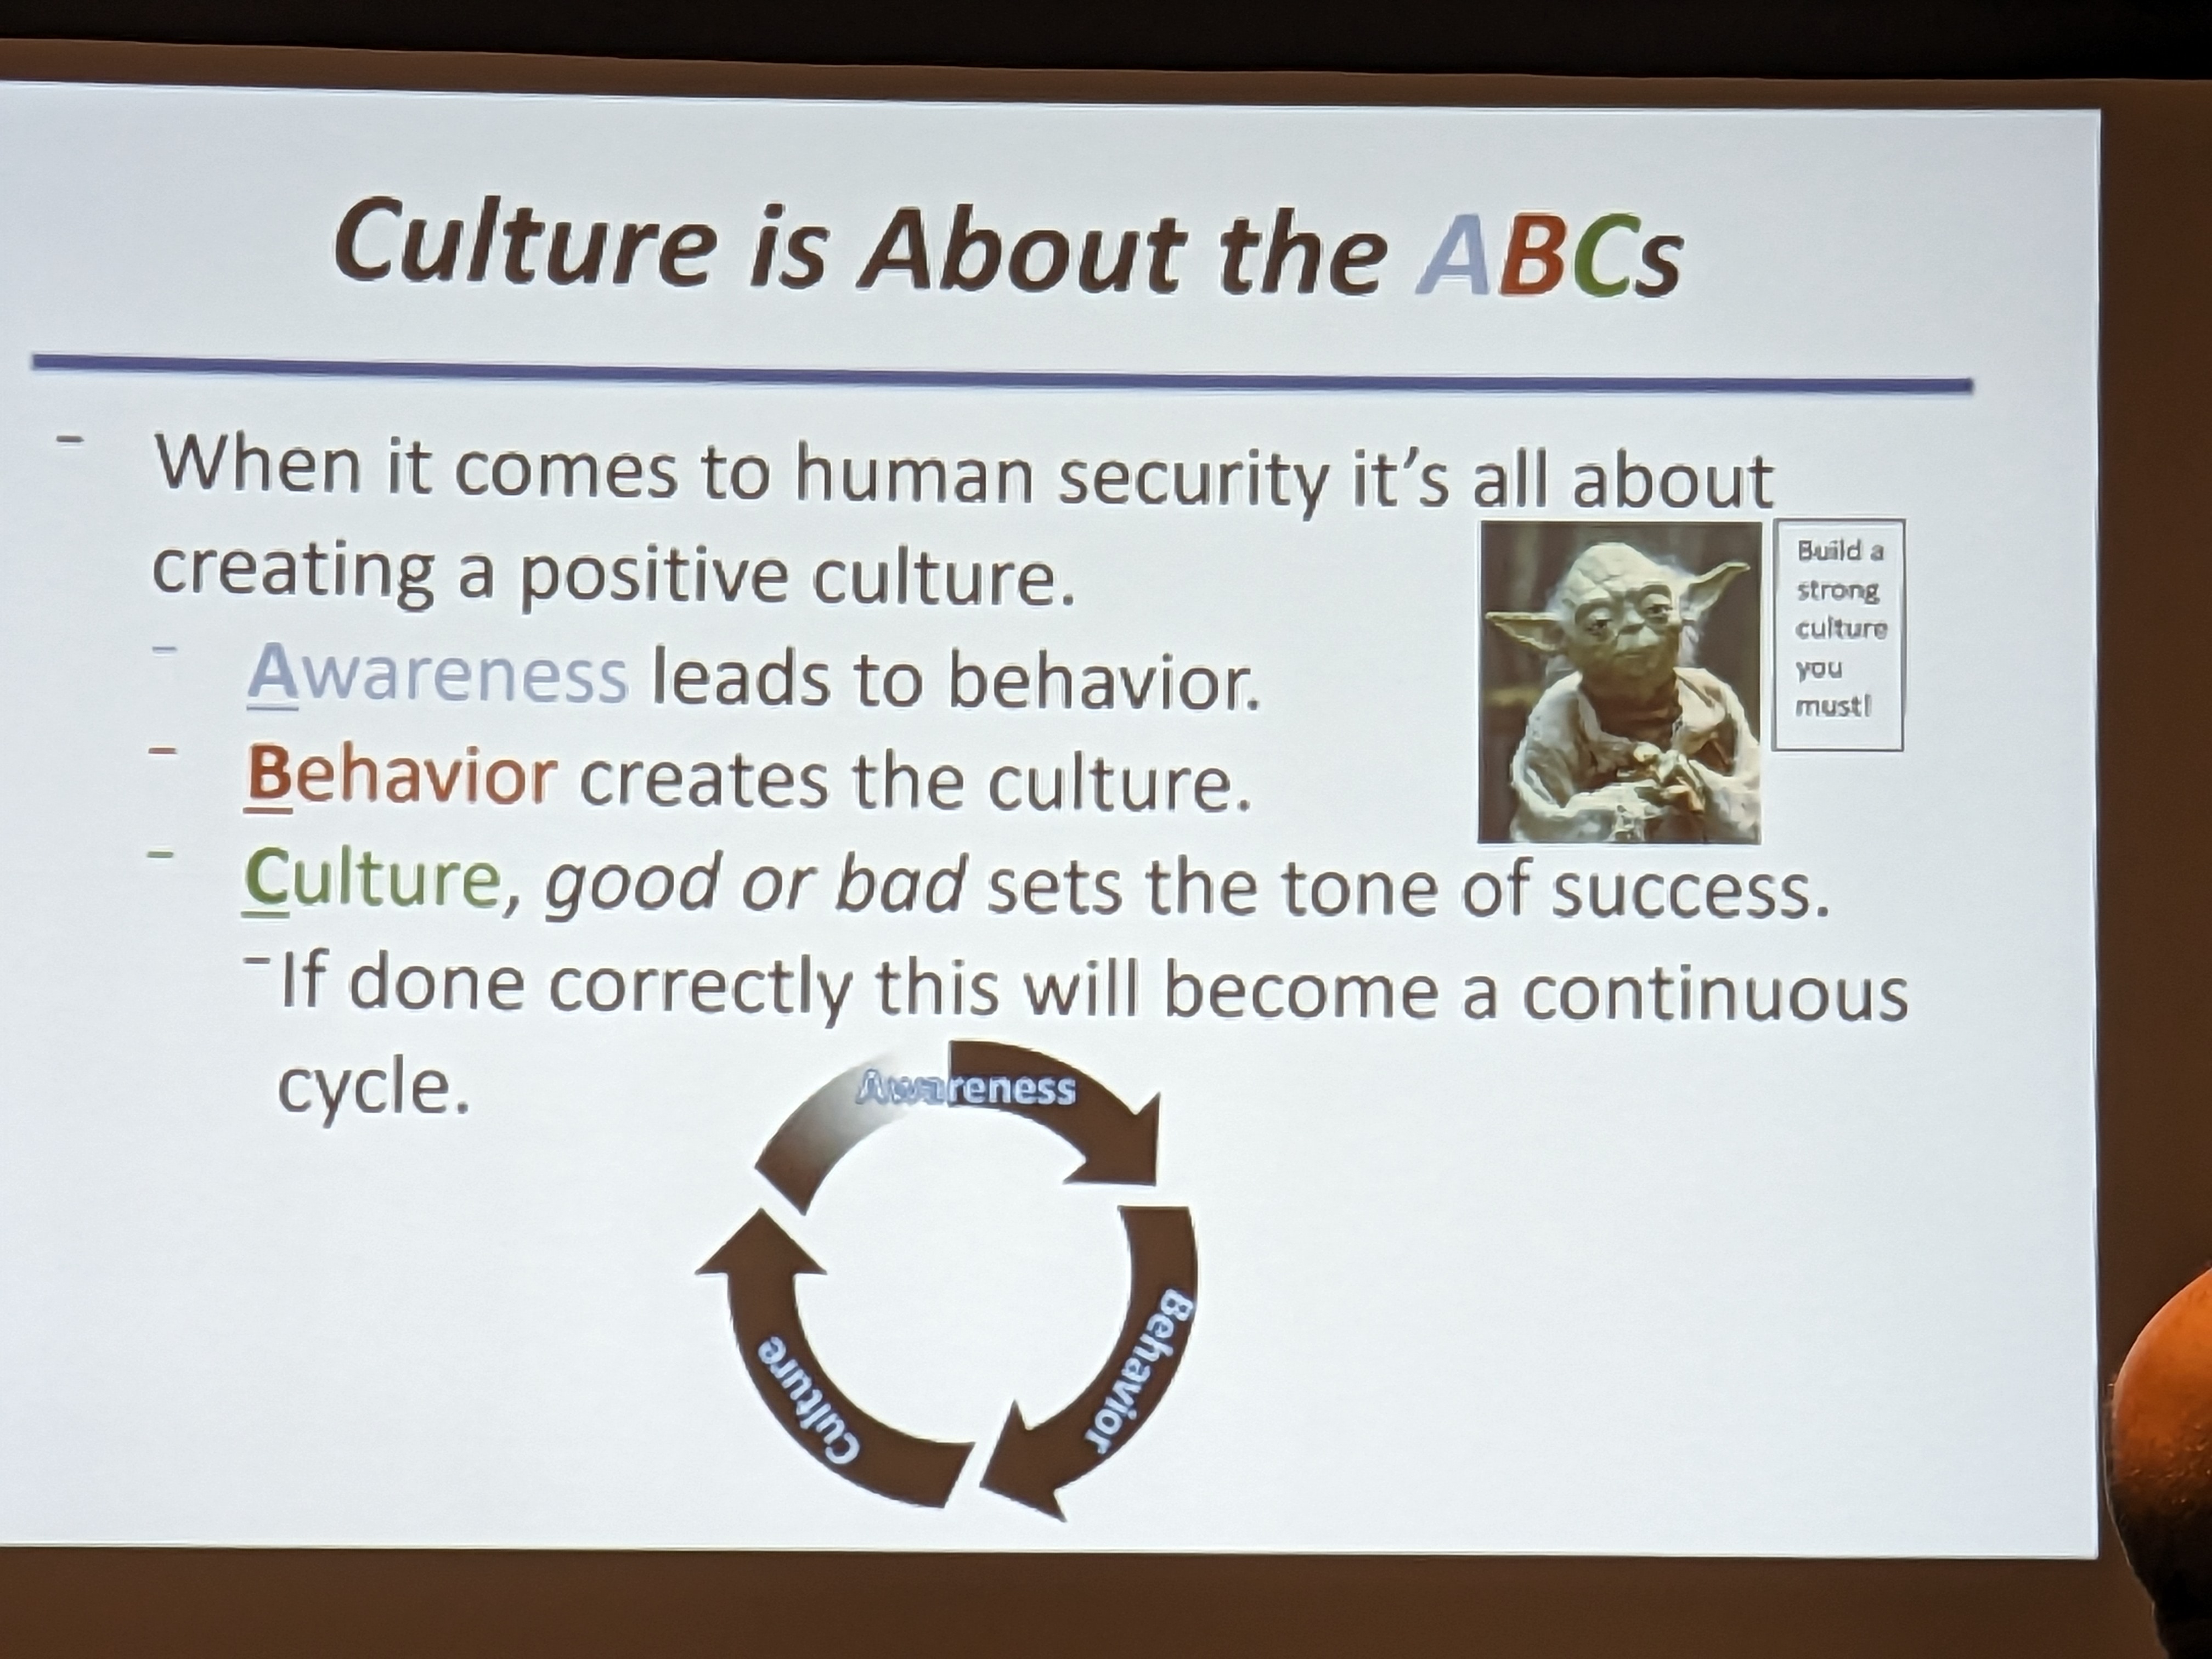 Culture is About the ABCs
- When it comes to human security it's all about
creating a positive culture.
- Awareness leads to behavior.
- Behavior creates the culture.
- Culture, good or bad sets the tone of success.
- If done correctly this will become a continuous
cycle.
Build a
strong
culture
you
must!
Awareness
Behavior
Culture